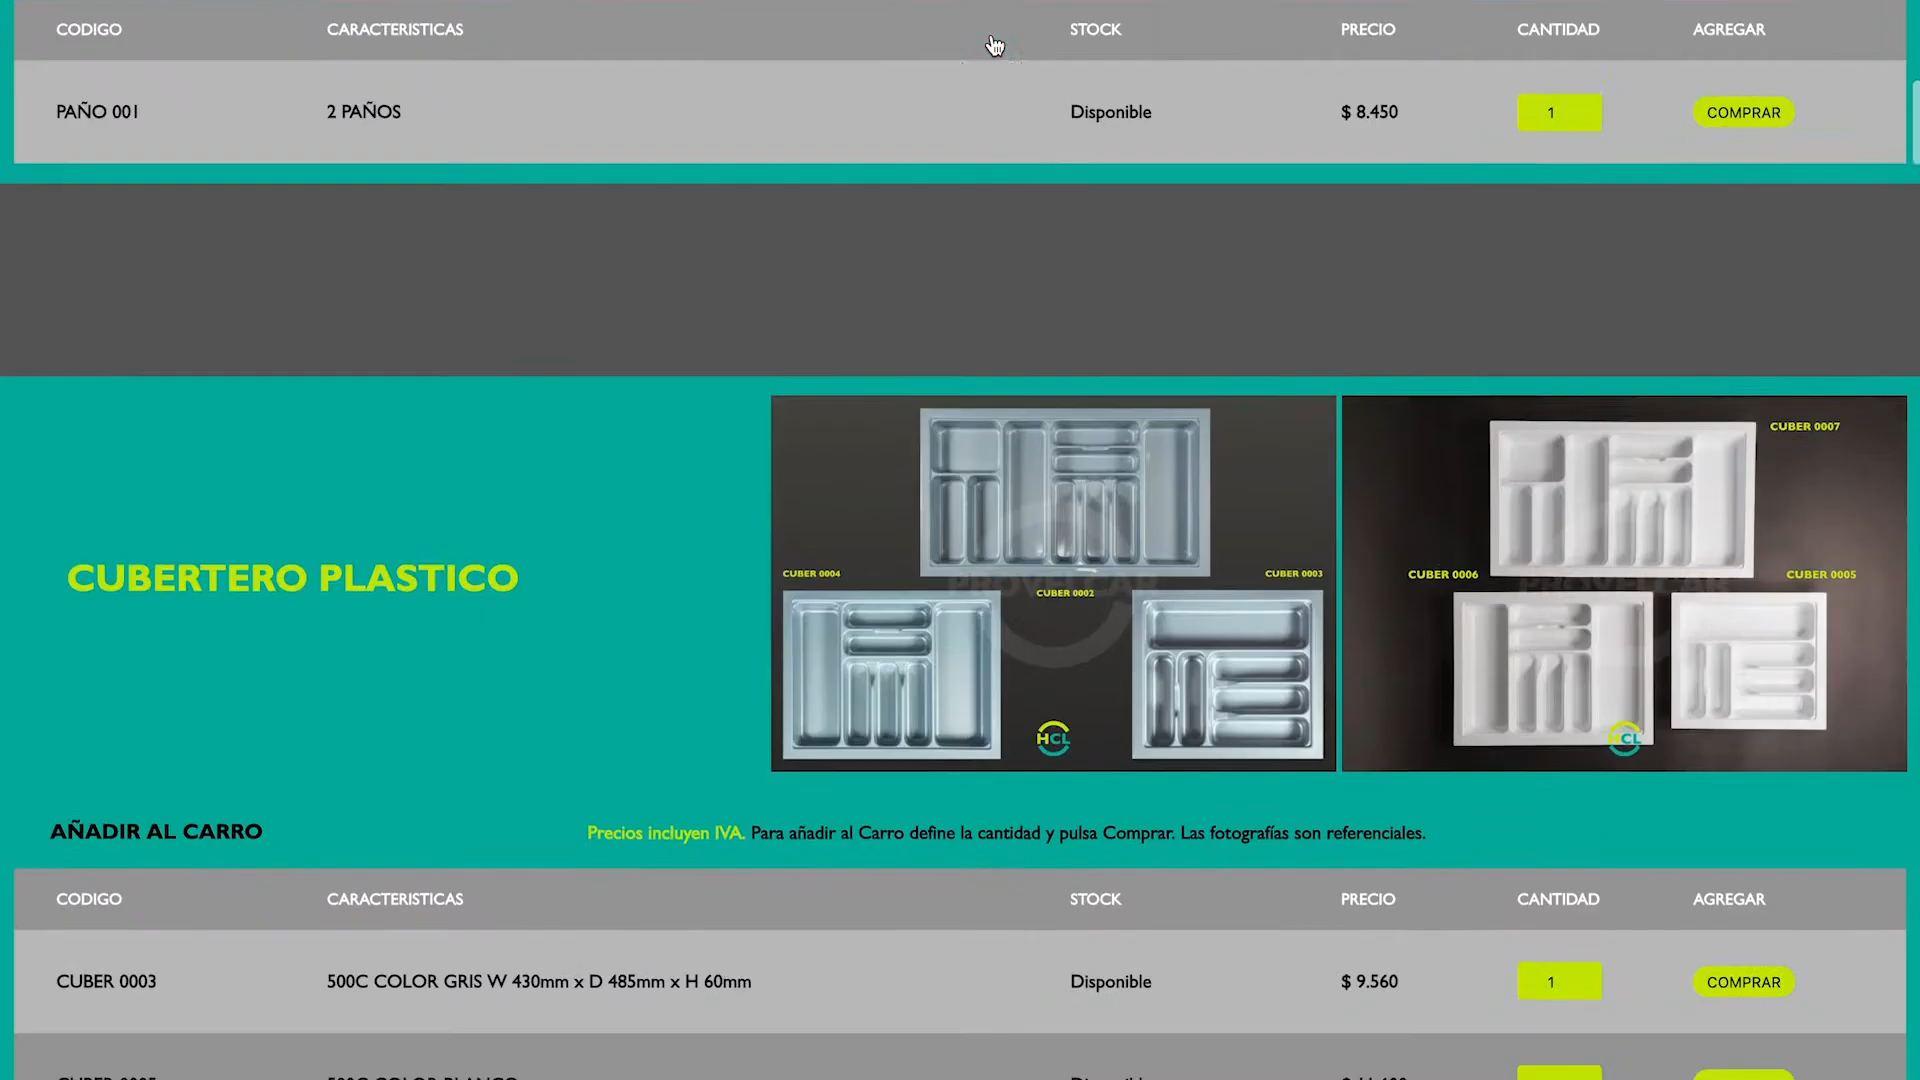 CODIGO CARACTERISTICAS STOCK PRECIO CANTIDAD AGREGAR
PAÑO 001 2 PAÑOS Disponible $ 8.450 1 COMPRAR
CUBERTERO PLASTICO
CUBER 0004
CUBER 0003
CUBER 0002
PROVELCAR
HCL
CUBER 0007
CUBER 0006
CUBER 0005
HCL
AÑADIR AL CARRO
Precios incluyen IVA. Para añadir al Carro define la cantidad y pulsa Comprar. Las fotografías son referenciales.
CODIGO CARACTERISTICAS STOCK PRECIO CANTIDAD AGREGAR
CUBER 0003 500C COLOR GRIS W 430mm x D 485mm x H 60mm Disponible $ 9.560 1 COMPRAR